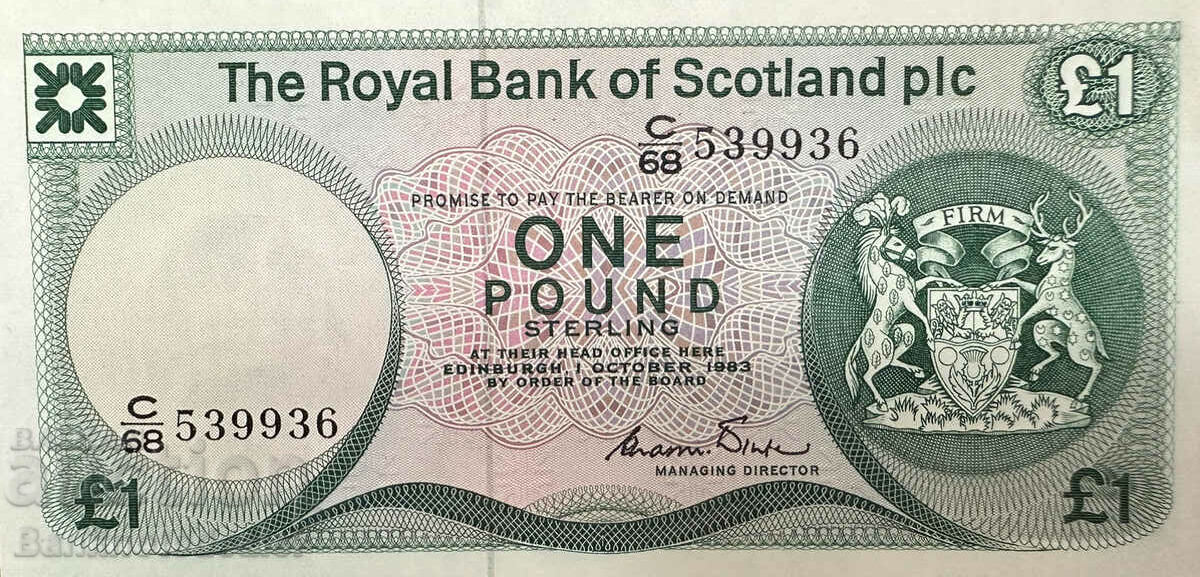 The Royal Bank of Scotland plc
£1
C/68 539936
PROMISE TO PAY THE BEARER ON DEMAND
ONE
POUND
STERLING
AT THEIR HEAD OFFICE HERE
EDINBURGH, 1 OCTOBER 1983
BY ORDER OF THE BOARD
FIRM
C/68 539936
MANAGING DIRECTOR
£1
£1